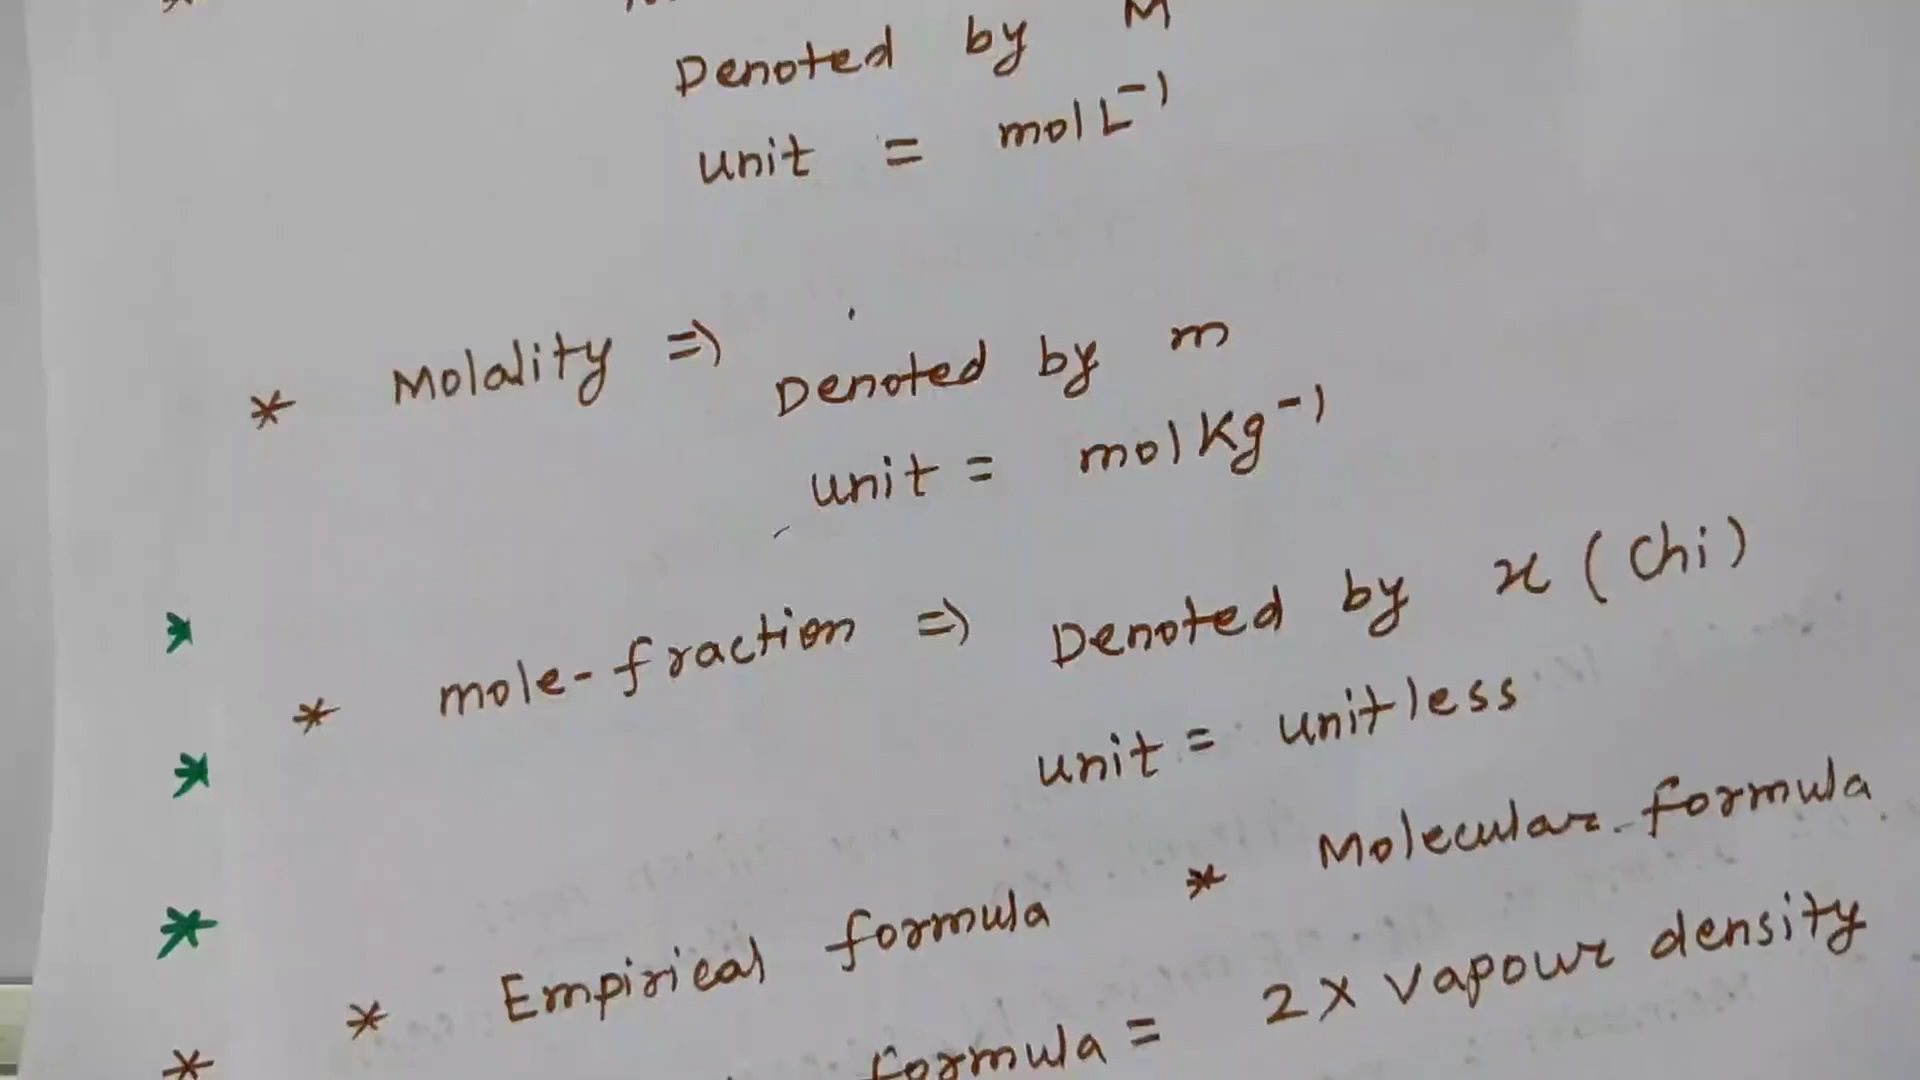 Denoted by M
unit = mol L⁻¹
* Molality => Denoted by m
unit = mol Kg⁻¹
* mole-fraction => Denoted by x (Chi)
unit = unitless
* Empirical formula * Molecular formula
formula = 2 x vapour density